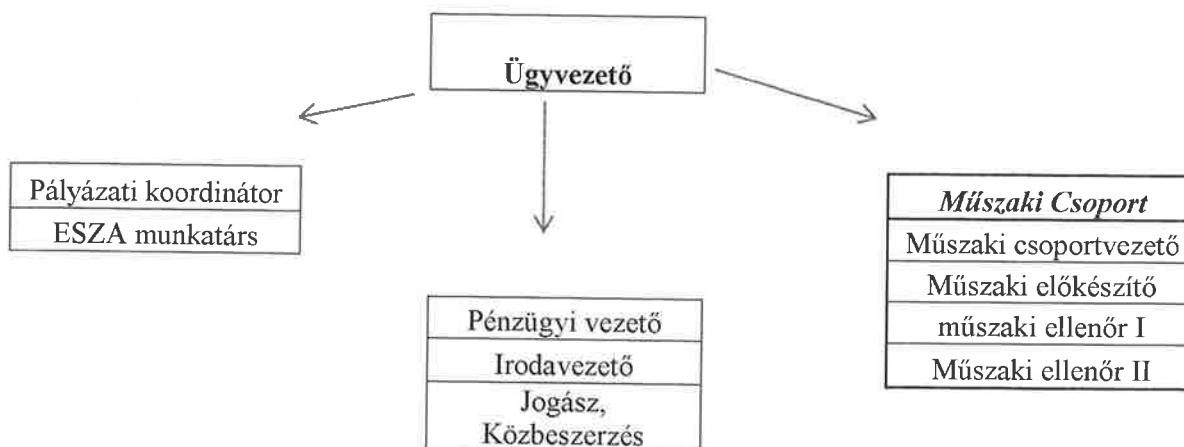 Ügyvezető
Pályázati koordinátor
ESZA munkatárs
Pénzügyi vezető
Irodavezető
Jogász,
Közbeszerzés
Műszaki Csoport
Műszaki csoportvezető
Műszaki előkészítő
műszaki ellenőr I
Műszaki ellenőr II